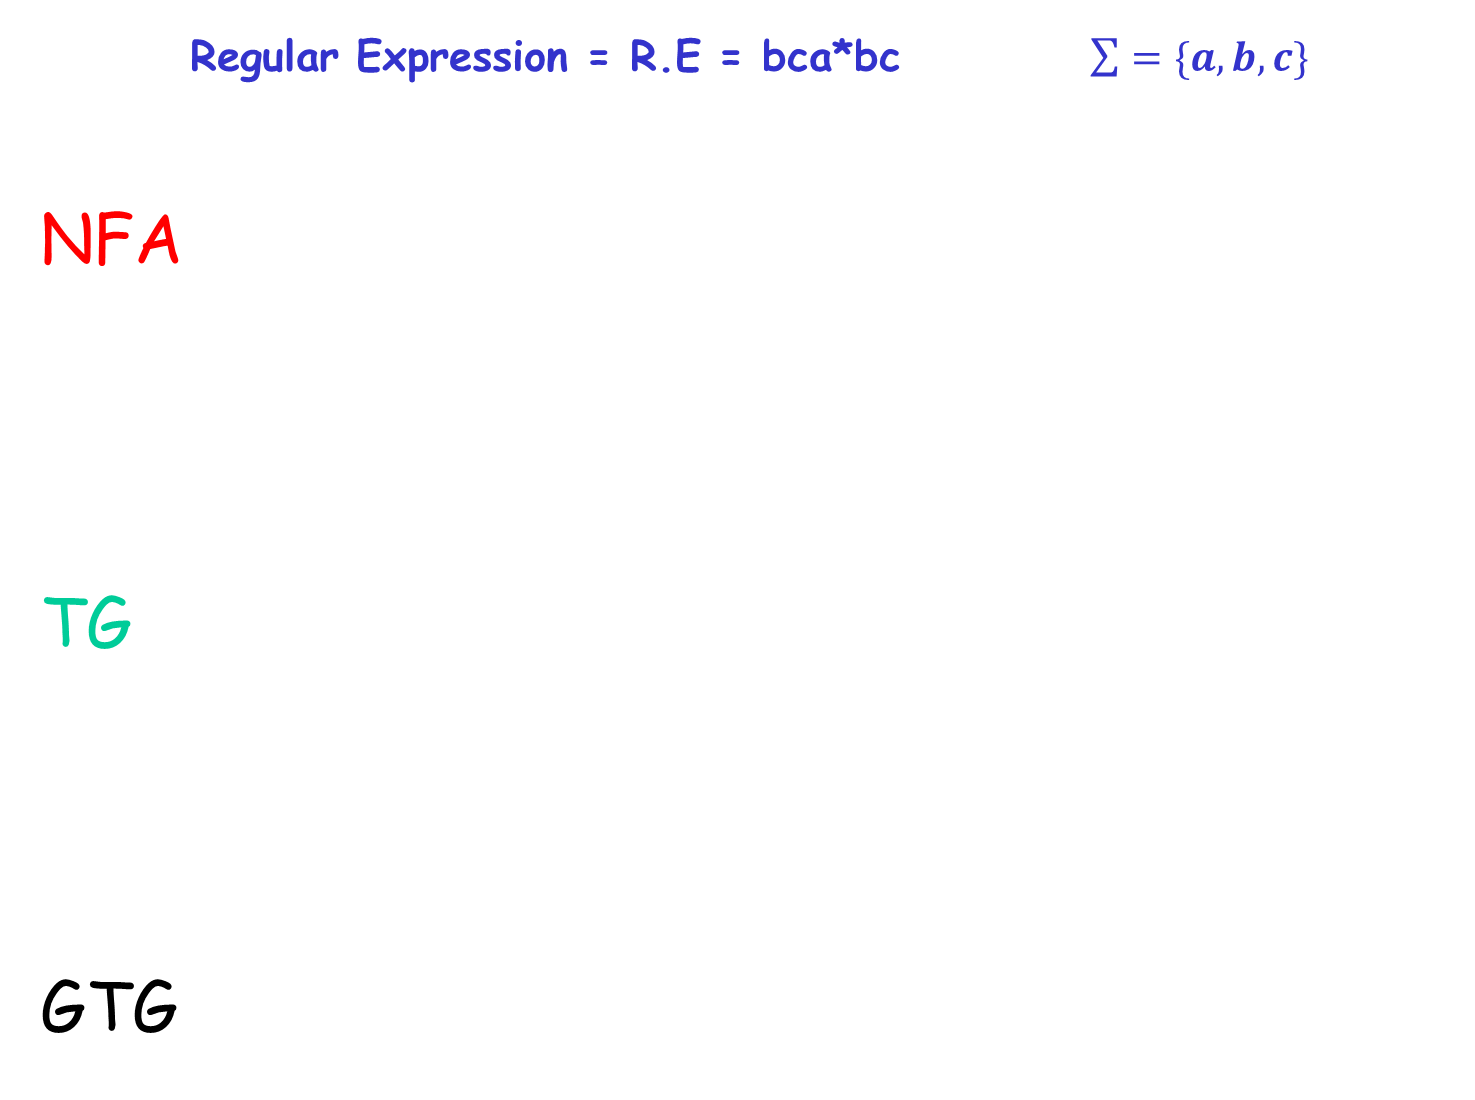 Regular Expression = R.E = bca*bc ∑ = {a, b, c}
NFA
TG
GTG